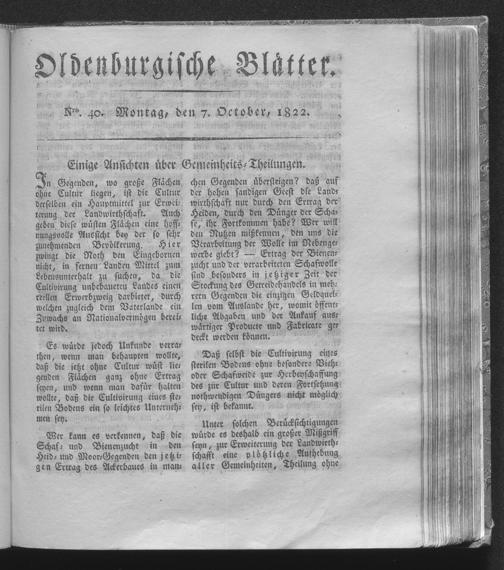 Oldenburgische Blätter.
Nro. 40. Montag, den 7. October, 1822.
Einige Ansichten über Gemeinheits-Theilungen.
In Gegenden, wo große Flächen
ohne Cultur liegen, ist die Cultur
derselben ein Hauptmittel zur Erwei-
terung der Landwirthschaft. Auch
geben diese wüsten Flächen eine hoff-
nungsvolle Aussicht bey der so sehr
zunehmenden Bevölkerung. Hier
zwingt die Noth den Eingebornen
nicht, in fernen Landen Mittel zum
Lebensunterhalt zu suchen, da die
Cultivirung unbebaueten Landes einen
reellen Erwerbzweig darbietet, durch
welchen zugleich dem Vaterlande ein
Zuwachs an Nationalvermögen berei-
tet wird.
Es würde jedoch Unkunde verra-
then, wenn man behaupten wollte,
daß die jetzt ohne Cultur wüst lie-
genden Flächen ganz ohne Ertrag
seyen, und wenn man dafür halten
wollte, daß die Cultivirung eines ste-
rilen Bodens ein so leichtes Unterneh-
men sey.
Wer kann es verkennen, daß die
Schaf- und Bienenzucht in den
Heid- und Moor-Gegenden den jetzi-
gen Ertrag des Ackerbaues in man-
chen Gegenden übersteigen? daß auf
der hohen sandigen Geest die Land-
wirthschaft nur durch den Ertrag der
Heiden, durch den Dünger der Scha-
fe, ihr Fortkommen habe? Wer will
den Nutzen mißkennen, den uns die
Verarbeitung der Wolle im Nebenge-
werbe giebt? — Ertrag der Bienen-
zucht und der verarbeiteten Schafwolle
sind besonders in jetziger Zeit der
Stockung des Getreidehandels in meh-
rern Gegenden die einzigen Geldquel-
len vom Auslande her, womit öffent-
liche Abgaben und der Ankauf aus-
wärtiger Producte und Fabricate ge-
deckt werden können.
Daß selbst die Cultivirung eines
sterilen Bodens ohne besondere Vieh-
oder Schafweide zur Herbeyschaffung
des zur Cultur und deren Fortsetzung
nothwendigen Düngers nicht möglich
sey, ist bekannt.
Unter solchen Berücksichtigungen
würde es deshalb ein großer Mißgriff
seyn, zur Erweiterung der Landwirth-
schafft eine plötzliche Aufhebung
aller Gemeinheiten, Theilung ohne